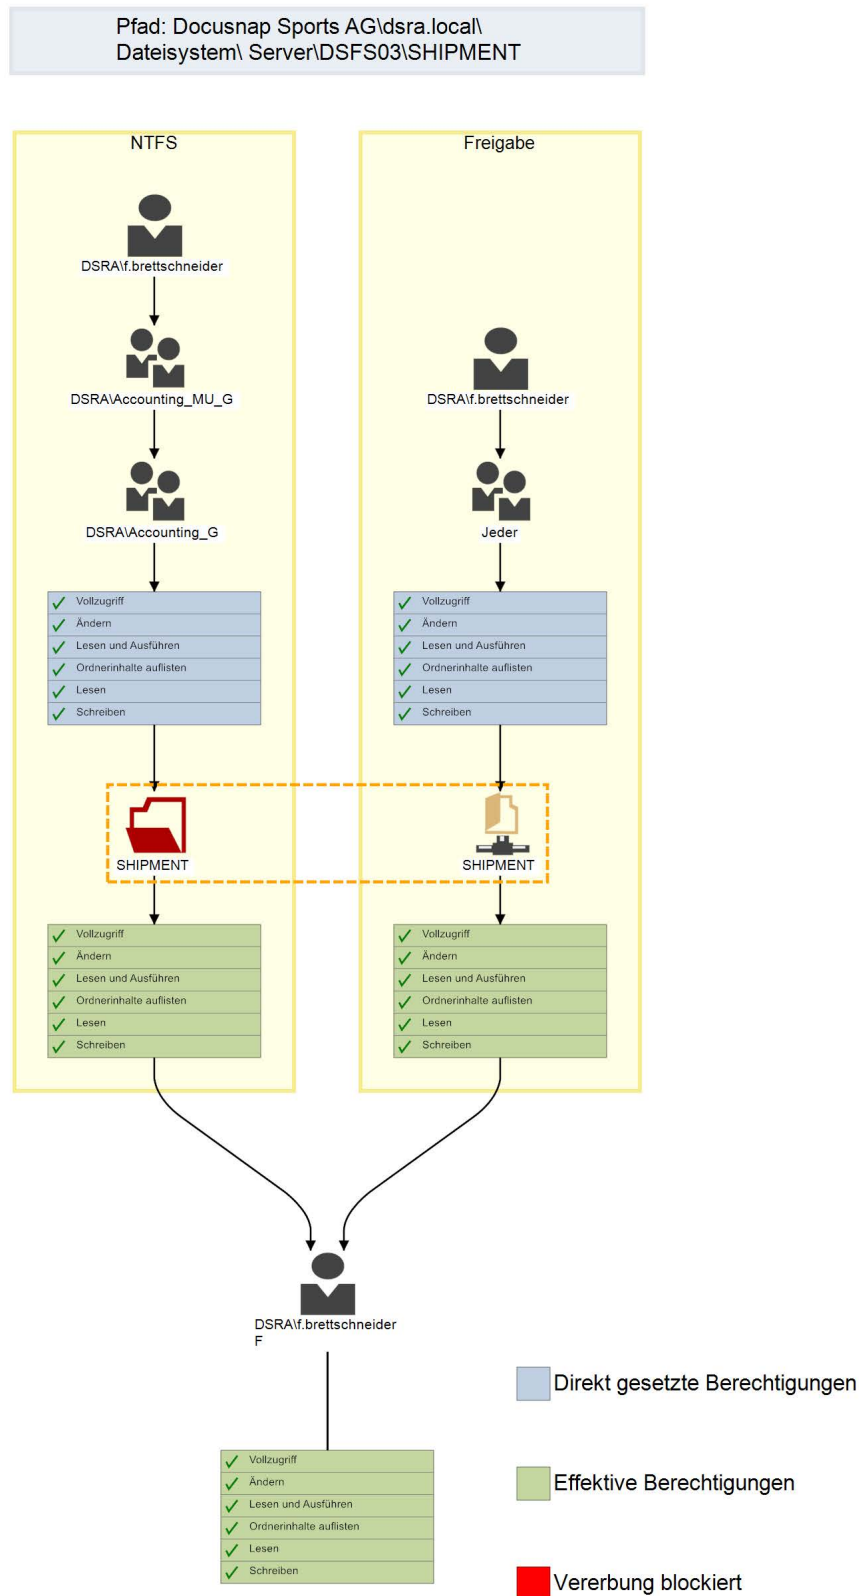 Pfad: Docusnap Sports AG\dsra.local\
Dateisystem\ Server\DSFS03\SHIPMENT
NTFS
DSRA\f.brettschneider
DSRA\Accounting_MU_G
DSRA\Accounting_G
Vollzugriff
Ändern
Lesen und Ausführen
Ordnerinhalte auflisten
Lesen
Schreiben
SHIPMENT
Vollzugriff
Ändern
Lesen und Ausführen
Ordnerinhalte auflisten
Lesen
Schreiben
Freigabe
DSRA\f.brettschneider
Jeder
Vollzugriff
Ändern
Lesen und Ausführen
Ordnerinhalte auflisten
Lesen
Schreiben
SHIPMENT
Vollzugriff
Ändern
Lesen und Ausführen
Ordnerinhalte auflisten
Lesen
Schreiben
DSRA\f.brettschneider
F
Vollzugriff
Ändern
Lesen und Ausführen
Ordnerinhalte auflisten
Lesen
Schreiben
Direkt gesetzte Berechtigungen
Effektive Berechtigungen
Vererbung blockiert